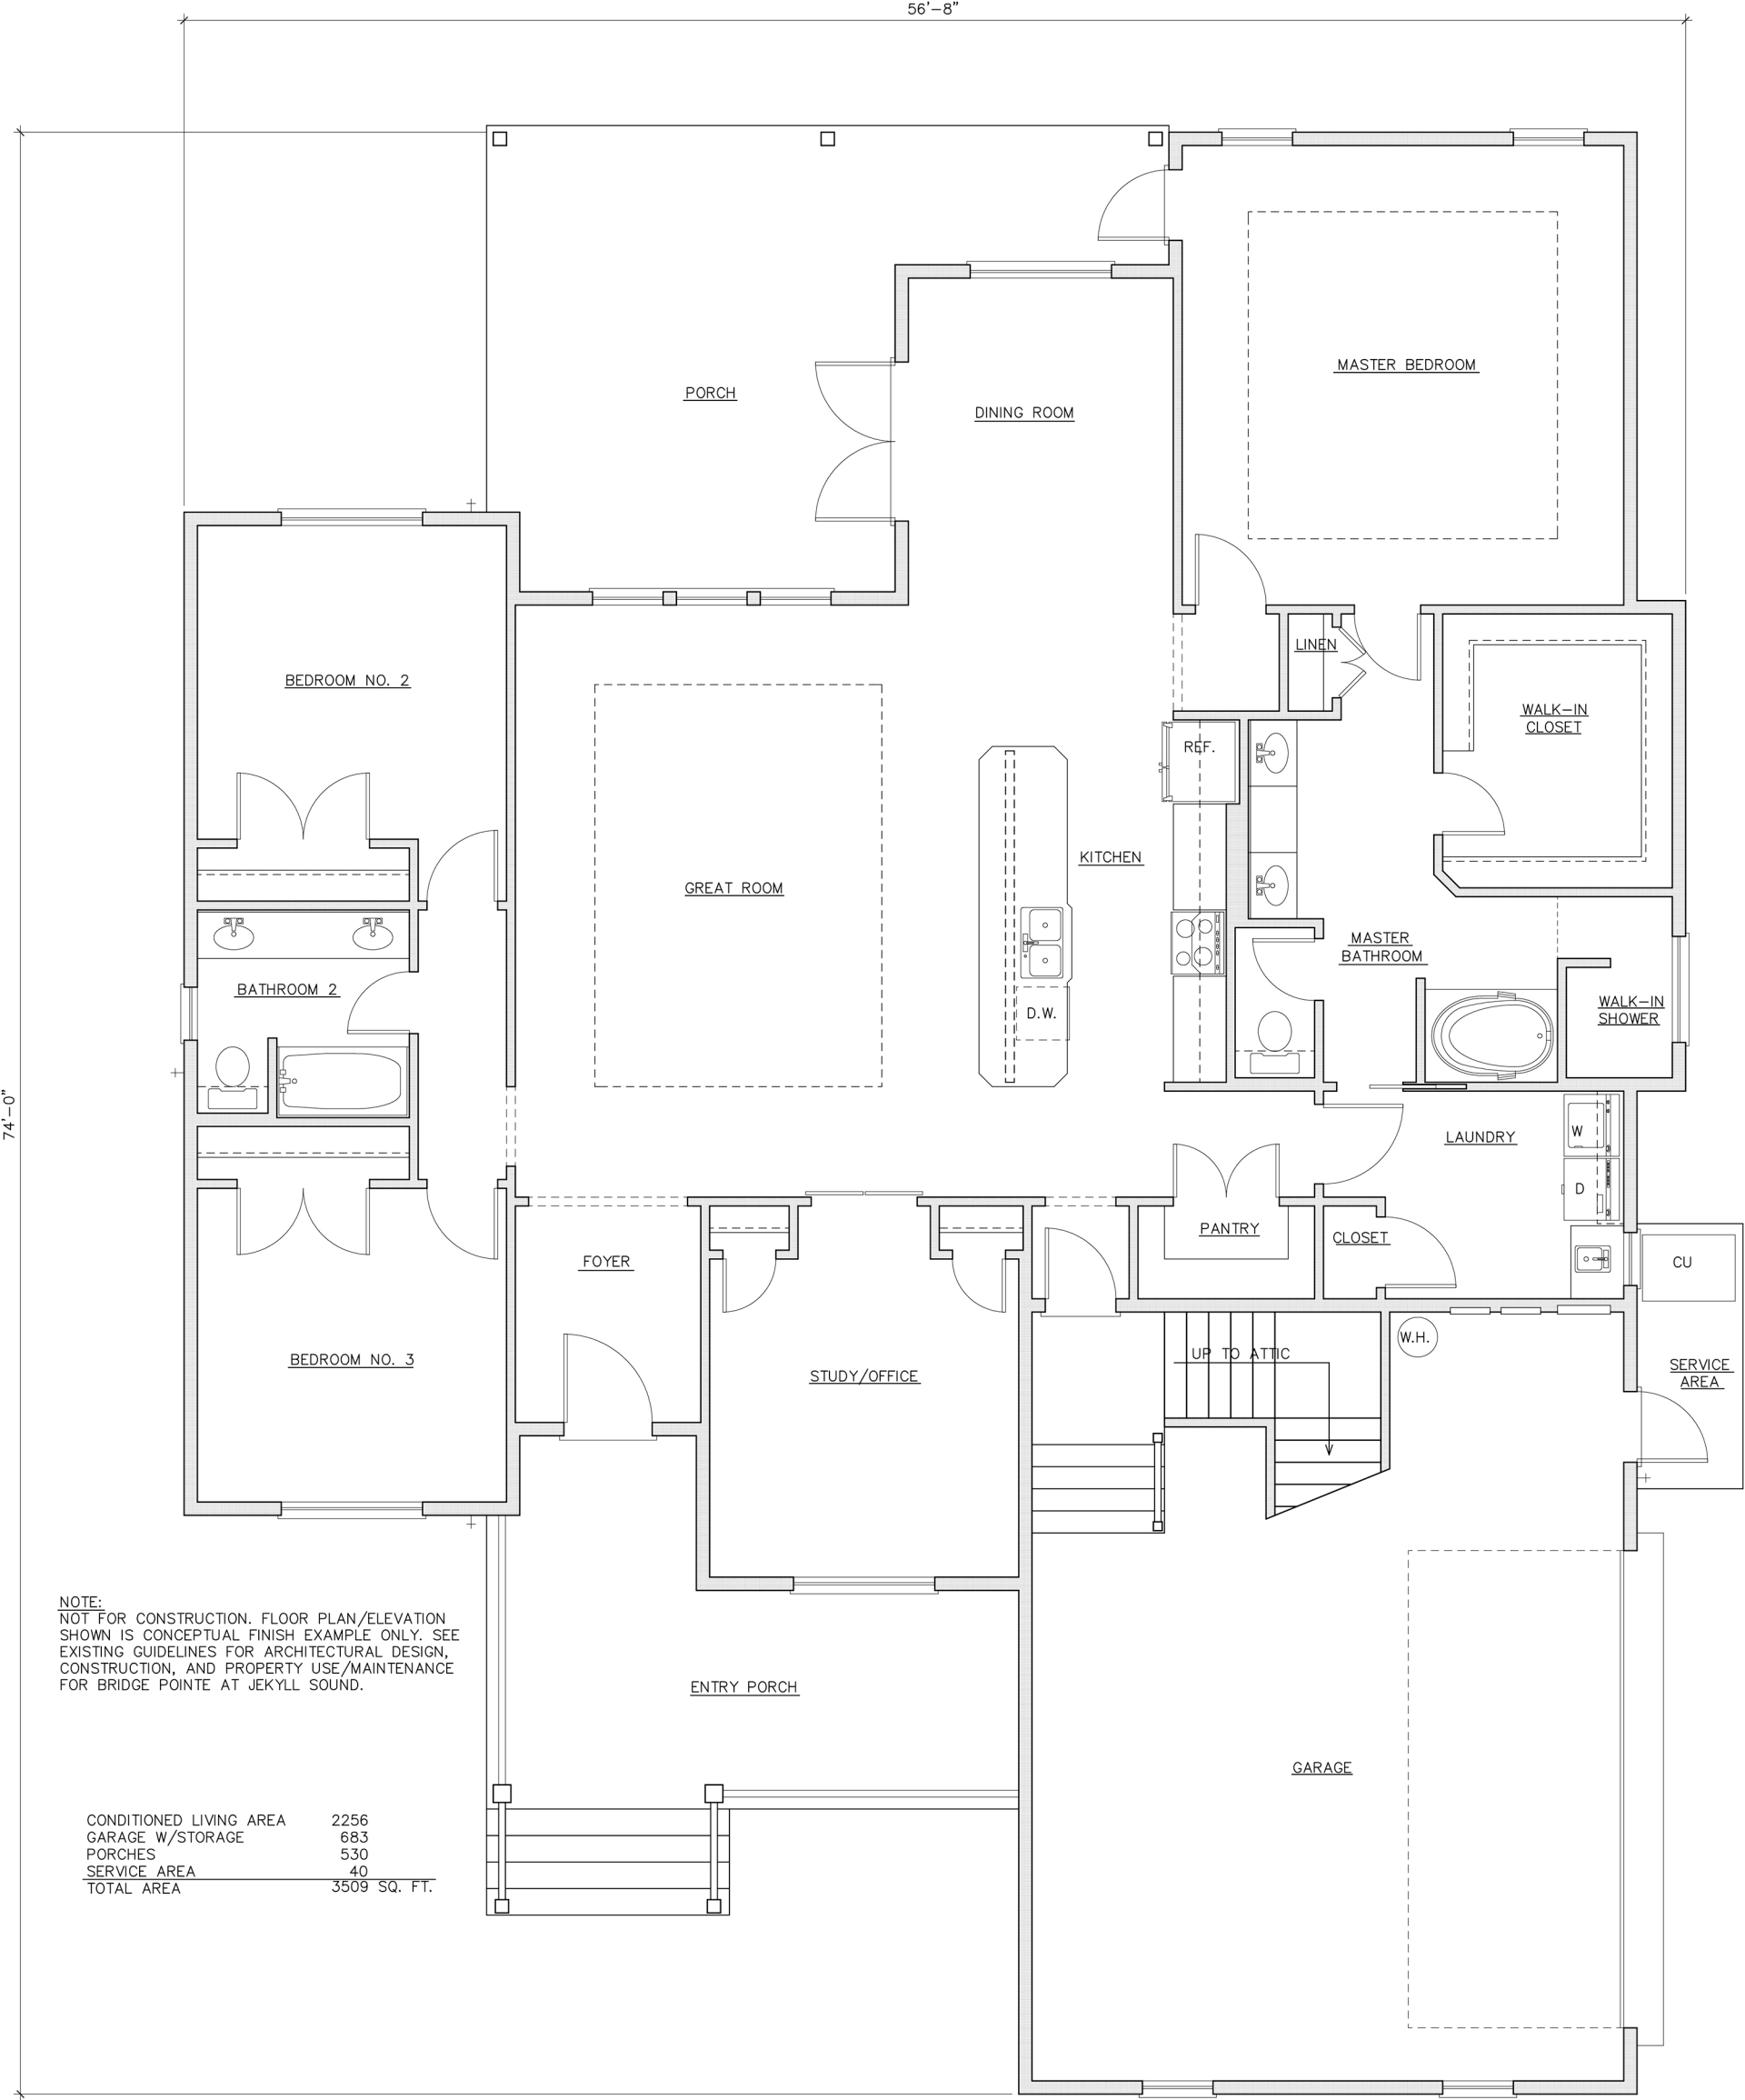 56'-8"
MASTER BEDROOM
PORCH
DINING ROOM
LINEN
BEDROOM NO. 2
WALK-IN
CLOSET
REF.
KITCHEN
GREAT ROOM
MASTER
BATHROOM
BATHROOM 2
WALK-IN
SHOWER
D.W.
74'-0"
W
LAUNDRY
D
PANTRY
CLOSET
FOYER
CU
W.H.
UP TO ATTIC
BEDROOM NO. 3
STUDY/OFFICE
SERVICE
AREA
NOTE:
NOT FOR CONSTRUCTION. FLOOR PLAN/ELEVATION
SHOWN IS CONCEPTUAL FINISH EXAMPLE ONLY. SEE
EXISTING GUIDELINES FOR ARCHITECTURAL DESIGN,
CONSTRUCTION, AND PROPERTY USE/MAINTENANCE
FOR BRIDGE POINTE AT JEKYLL SOUND.
ENTRY PORCH
GARAGE
CONDITIONED LIVING AREA 2256
GARAGE W/STORAGE 683
PORCHES 530
SERVICE AREA 40
TOTAL AREA 3509 SQ. FT.